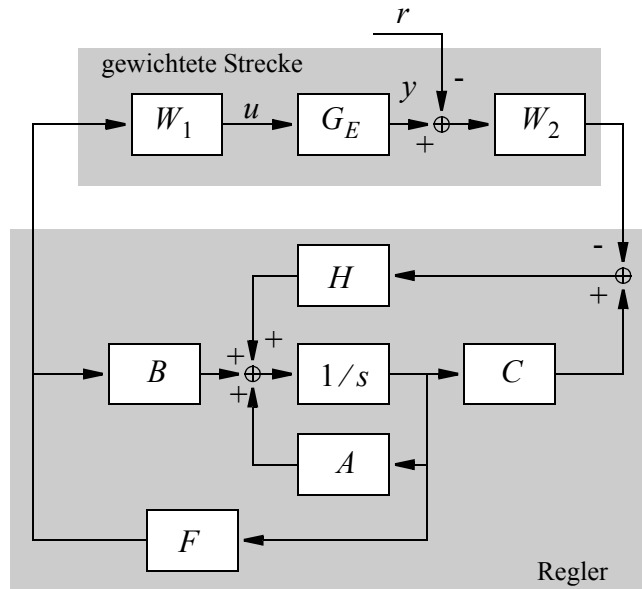 r
gewichtete Strecke
-
W1
u
GE
y
+
W2
-
+
H
+
+
+
B
1/s
C
A
F
Regler